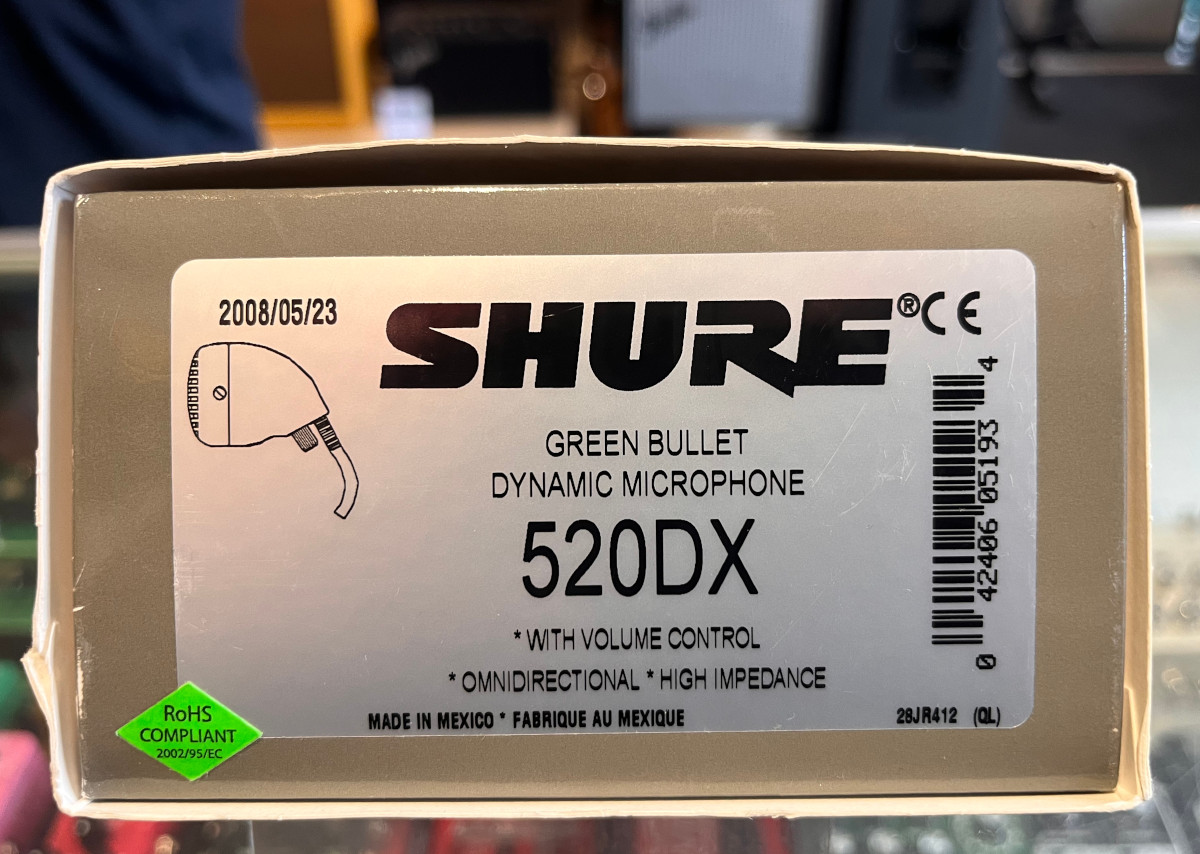 2008/05/23
SHURE® CE
GREEN BULLET
DYNAMIC MICROPHONE
520DX
* WITH VOLUME CONTROL
* OMNIDIRECTIONAL * HIGH IMPEDANCE
MADE IN MEXICO * FABRIQUE AU MEXIQUE
28JR412 (QL)
0 42406 05193 4
RoHS
COMPLIANT
2002/95/EC